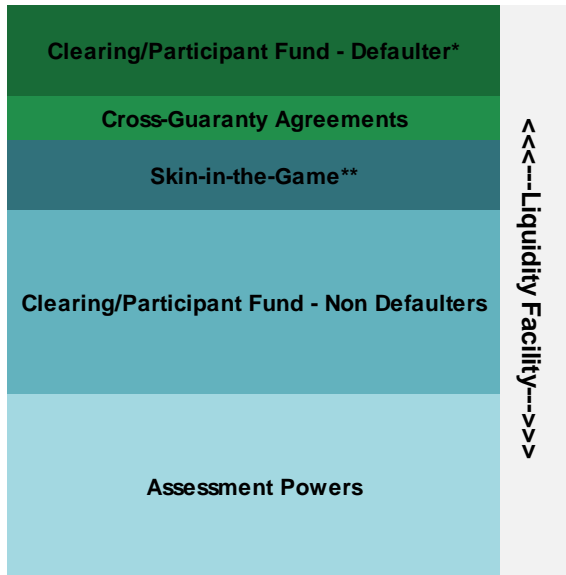 Clearing/Participant Fund - Defaulter*
Cross-Guaranty Agreements
Skin-in-the-Game**
Clearing/Participant Fund - Non Defaulters
Assessment Powers
<<<---Liquidity Facility--->>>